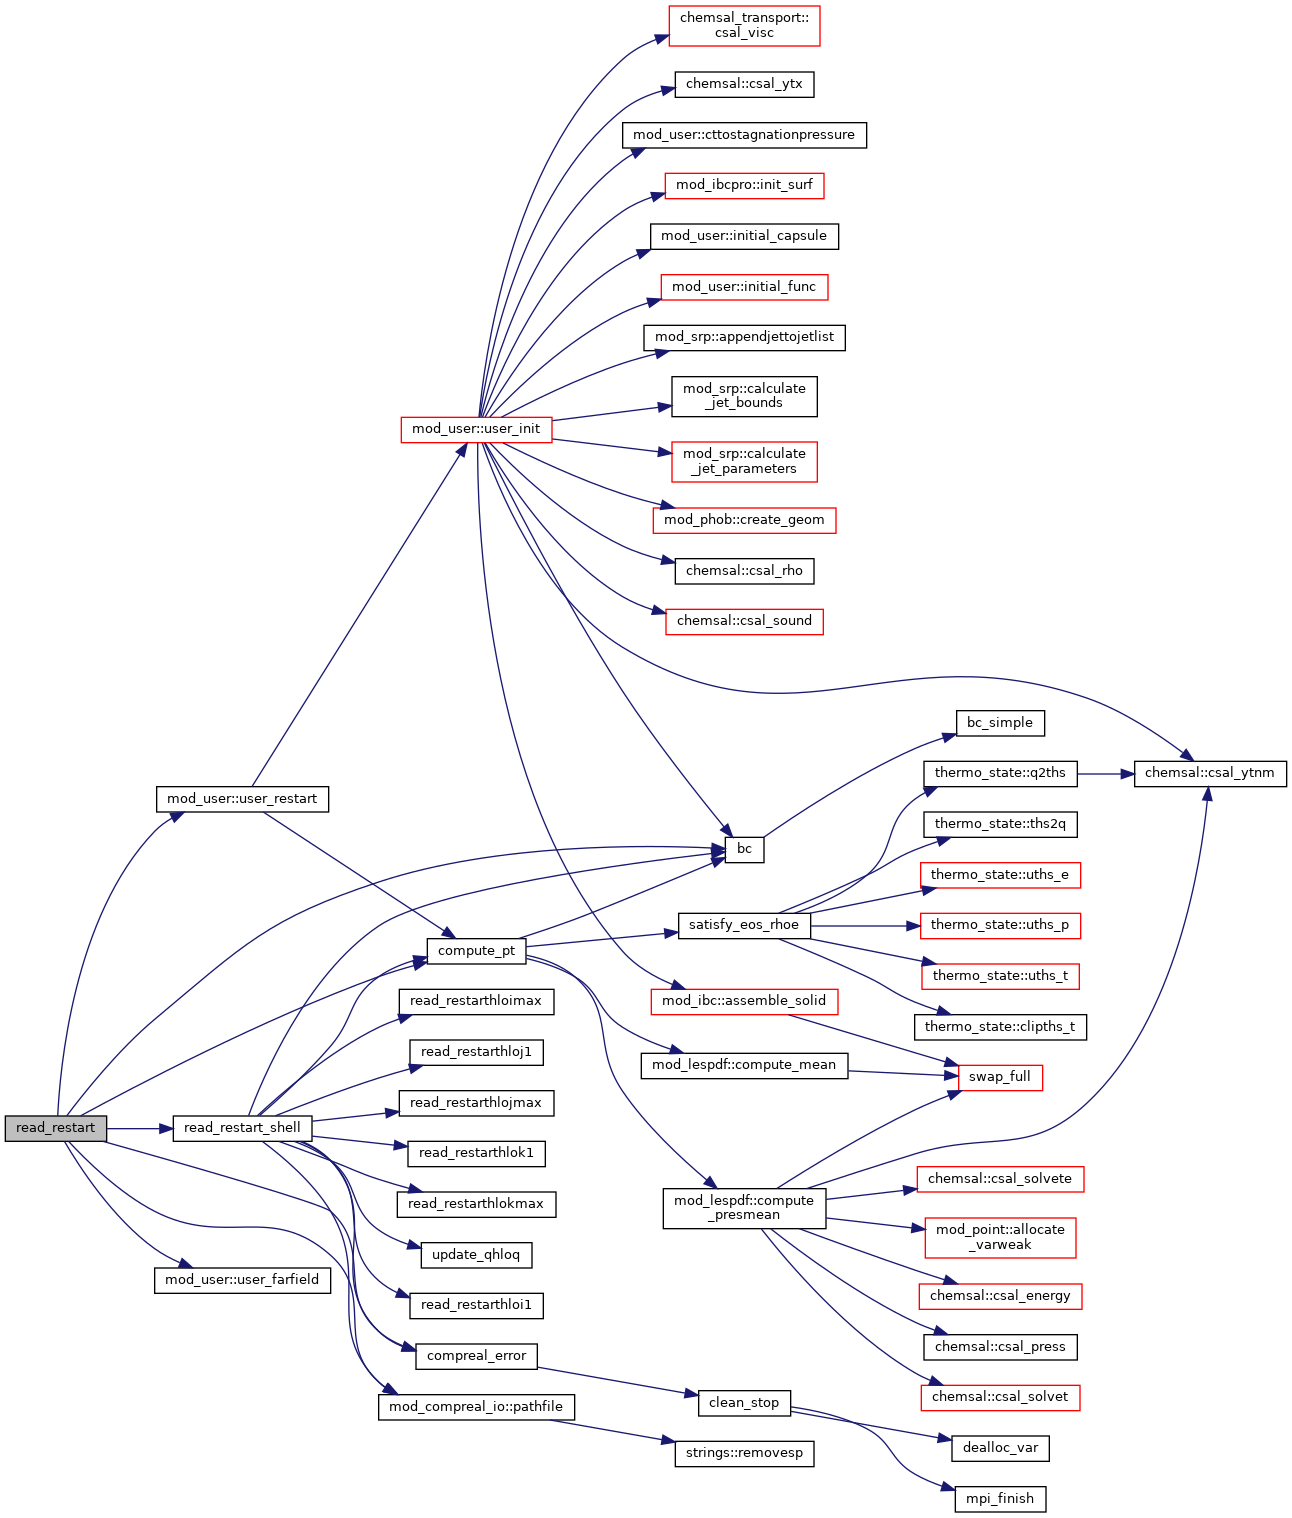 chemsal_transport::
csal_visc
chemsal::csal_ytx
mod_user::cttostagnationpressure
mod_ibcpro::init_surf
mod_user::initial_capsule
mod_user::initial_func
mod_srp::appendjettojetlist
mod_srp::calculate
_jet_bounds
mod_user::user_init
mod_srp::calculate
_jet_parameters
mod_phob::create_geom
chemsal::csal_rho
chemsal::csal_sound
bc_simple
thermo_state::q2ths
chemsal::csal_ytnm
mod_user::user_restart
thermo_state::ths2q
bc
thermo_state::uths_e
satisfy_eos_rhoe
thermo_state::uths_p
compute_pt
thermo_state::uths_t
read_restarthloimax
mod_ibc::assemble_solid
thermo_state::clipths_t
read_restarthloj1
mod_lespdf::compute_mean
swap_full
read_restarthlojmax
read_restart
read_restart_shell
read_restarthlok1
chemsal::csal_solvete
read_restarthlokmax
mod_lespdf::compute
_presmean
mod_point::allocate
_varweak
update_qhloq
mod_user::user_farfield
chemsal::csal_energy
read_restarthloi1
chemsal::csal_press
compreal_error
chemsal::csal_solvet
mod_compreal_io::pathfile
clean_stop
strings::removesp
dealloc_var
mpi_finish